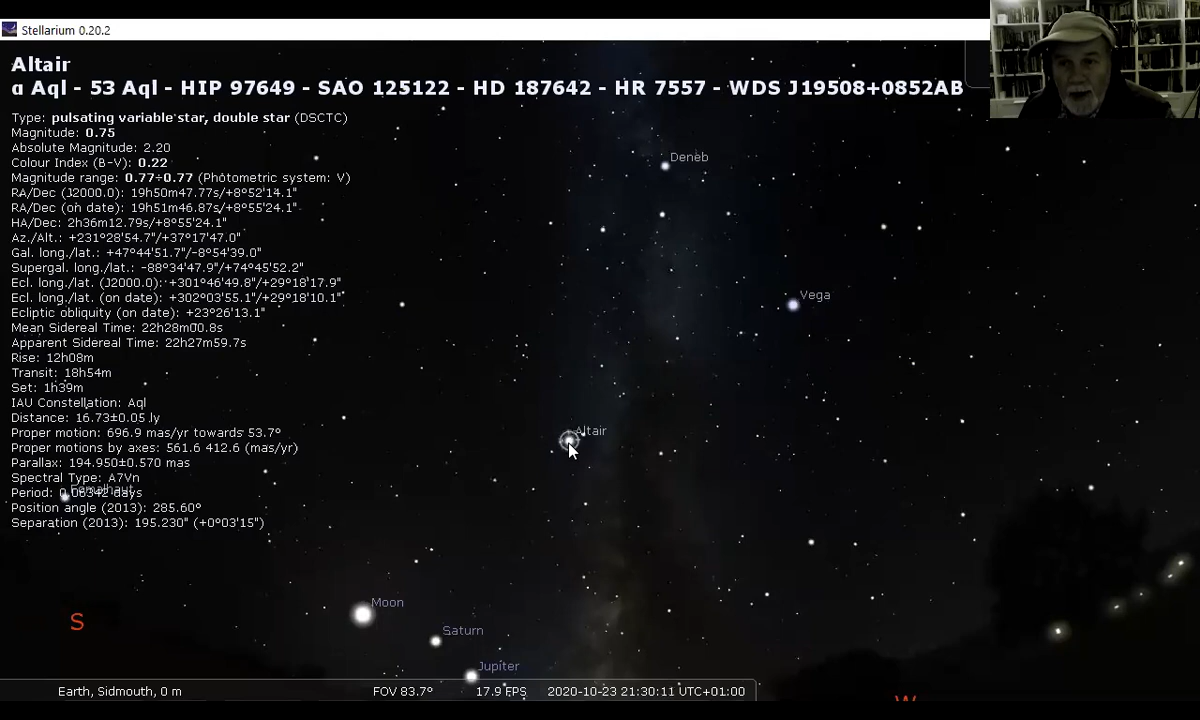 Stellarium 0.20.2
Altair
α Aql - 53 Aql - HIP 97649 - SAO 125122 - HD 187642 - HR 7557 - WDS J19508+0852AB
Type: pulsating variable star, double star (DSCTC)
Magnitude: 0.75
Absolute Magnitude: 2.20
Colour Index (B-V): 0.22
Magnitude range: 0.77÷0.77 (Photometric system: V)
RA/Dec (J2000.0): 19h50m47.77s/+8°52'14.1"
RA/Dec (on date): 19h51m46.87s/+8°55'24.1"
HA/Dec: 2h36m12.79s/+8°55'24.1"
Az./Alt.: +231°28'54.7"/+37°17'47.0"
Gal. long./lat.: +47°44'51.7"/-8°54'39.0"
Supergal. long./lat.: -88°34'47.9"/+74°45'52.2"
Ecl. long./lat. (J2000.0): +301°46'49.8"/+29°18'17.9"
Ecl. long./lat. (on date): +302°03'55.1"/+29°18'10.1"
Ecliptic obliquity (on date): +23°26'13.1"
Mean Sidereal Time: 22h28m00.8s
Apparent Sidereal Time: 22h27m59.7s
Rise: 12h08m
Transit: 18h54m
Set: 1h39m
IAU Constellation: Aql
Distance: 16.73±0.05 ly
Proper motion: 696.9 mas/yr towards 53.7°
Proper motions by axes: 561.6 412.6 (mas/yr)
Parallax: 194.950±0.570 mas
Spectral Type: A7Vn
Period: 0.06342 days
Position angle (2013): 285.60°
Separation (2013): 195.230" (+0°03'15")
Deneb
Vega
Altair
Fomalhaut
Moon
Saturn
Jupiter
S
W
Earth, Sidmouth, 0 m FOV 83.7° 17.9 FPS 2020-10-23 21:30:11 UTC+01:00